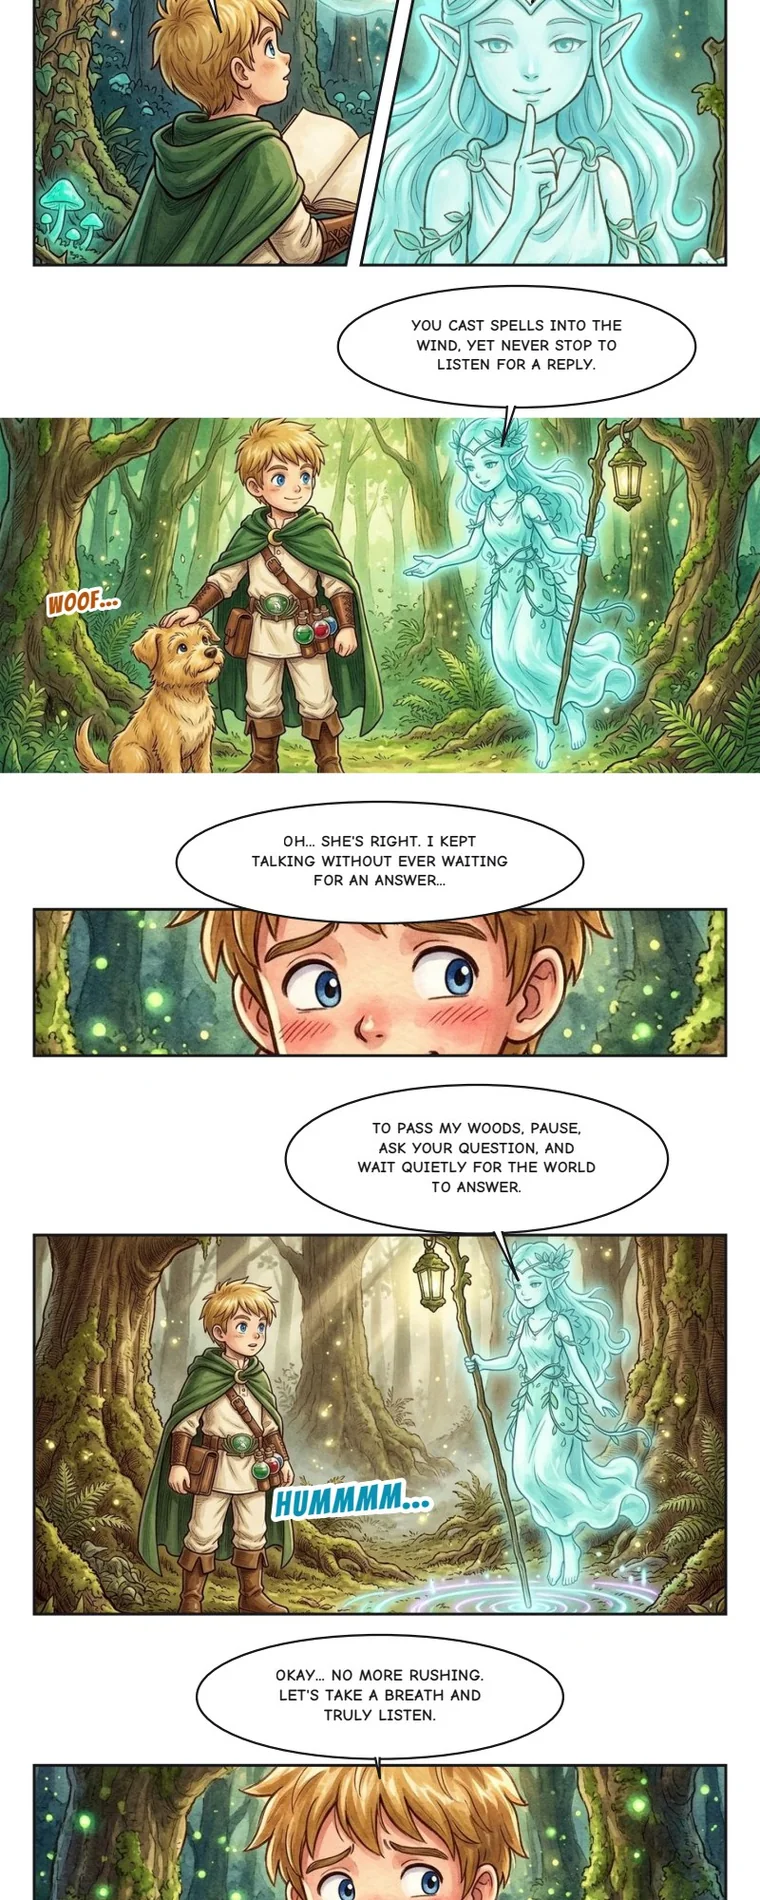 YOU CAST SPELLS INTO THE
WIND, YET NEVER STOP TO
LISTEN FOR A REPLY.
WOOF...
OH... SHE'S RIGHT. I KEPT
TALKING WITHOUT EVER WAITING
FOR AN ANSWER...
TO PASS MY WOODS, PAUSE,
ASK YOUR QUESTION, AND
WAIT QUIETLY FOR THE WORLD
TO ANSWER.
HUMMMM...
OKAY... NO MORE RUSHING.
LET'S TAKE A BREATH AND
TRULY LISTEN.